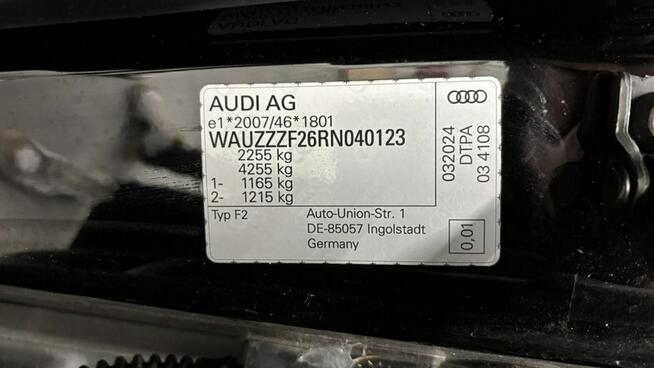 AUDI AG
e1*2007/46*1801
WAUZZZF26RN040123
2255 kg
4255 kg
1- 1165 kg
2- 1215 kg
Typ F2
Auto-Union-Str. 1
DE-85057 Ingolstadt
Germany
032024
DTPA
03 4108
0,01